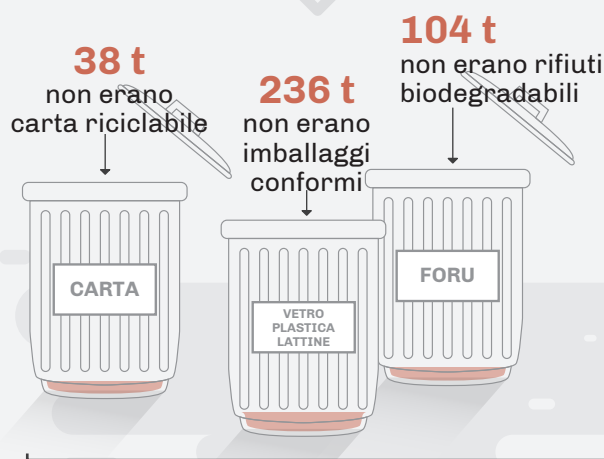 38 t
non erano
carta riciclabile
236 t
non erano
imballaggi
conformi
104 t
non erano rifiuti
biodegradabili
CARTA
VETRO
PLASTICA
LATTINE
FORU